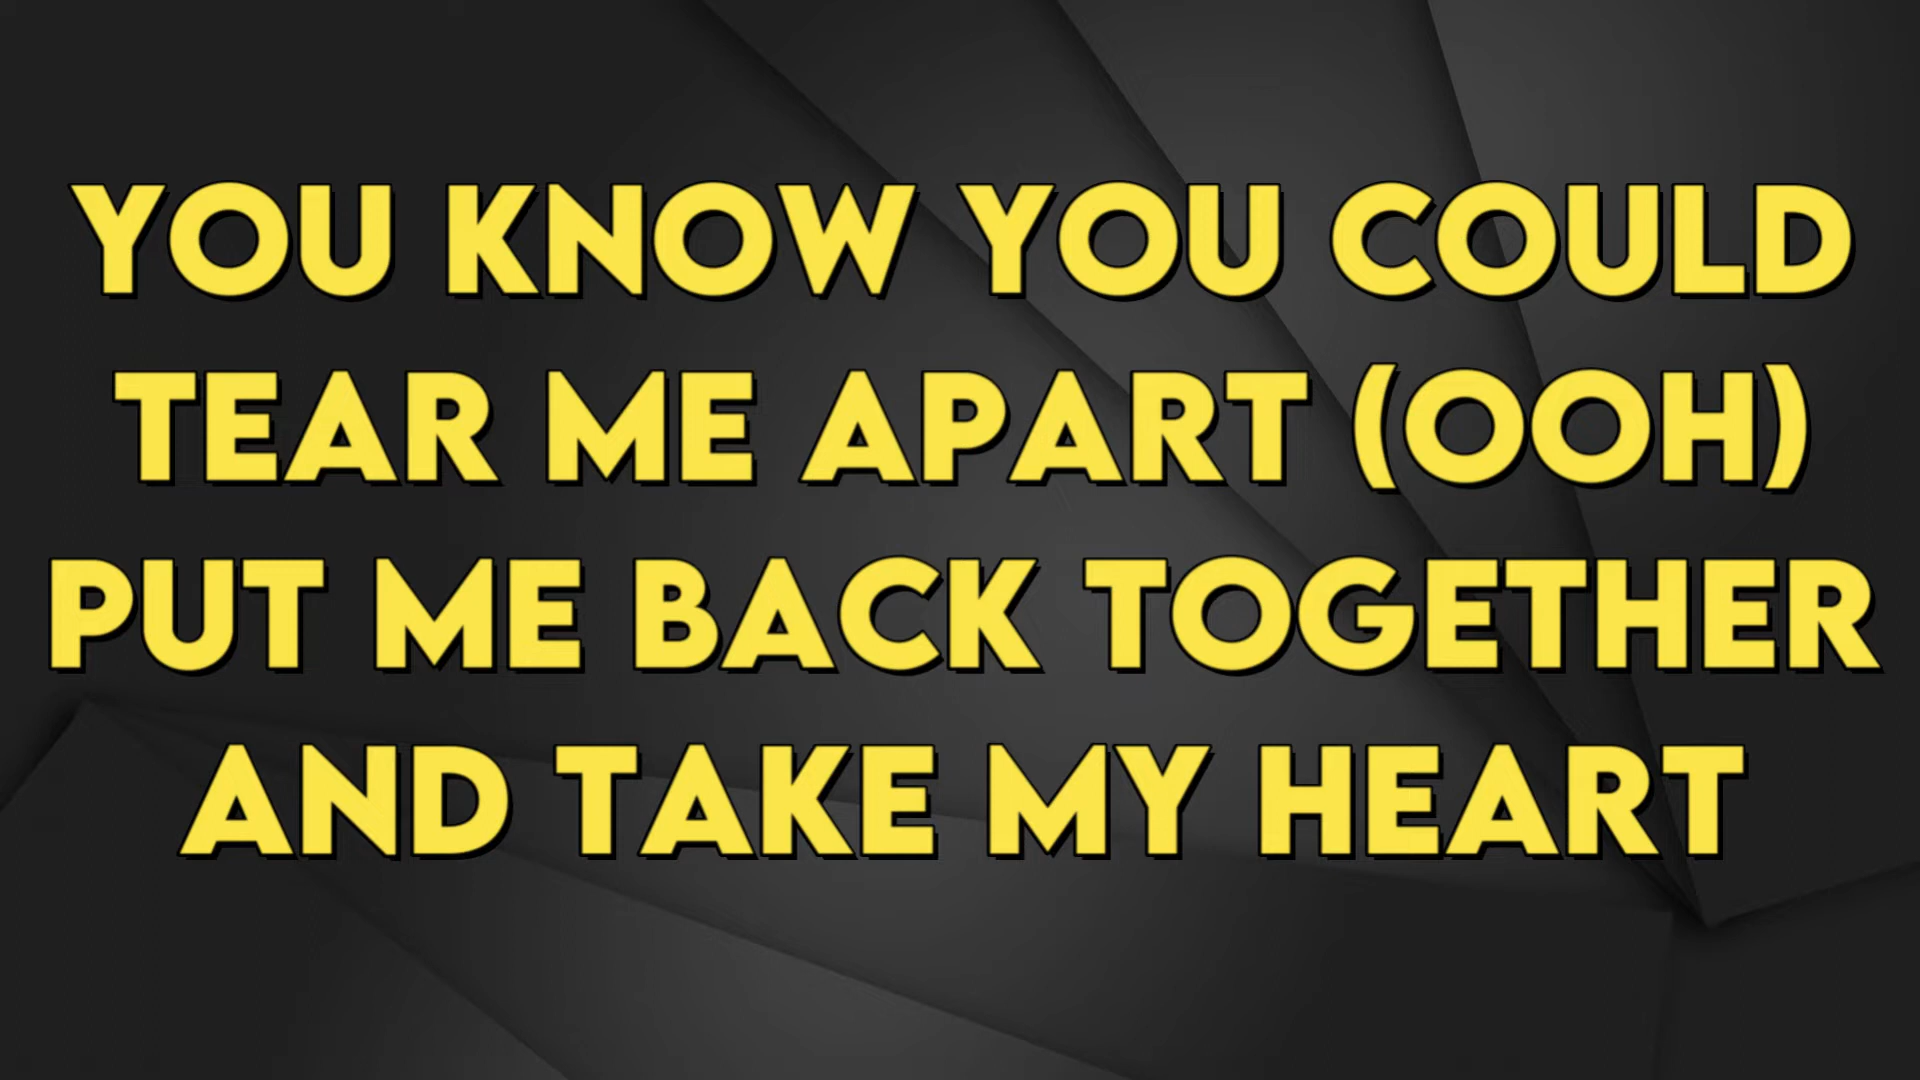 YOU KNOW YOU COULD
TEAR ME APART (OOH)
PUT ME BACK TOGETHER
AND TAKE MY HEART